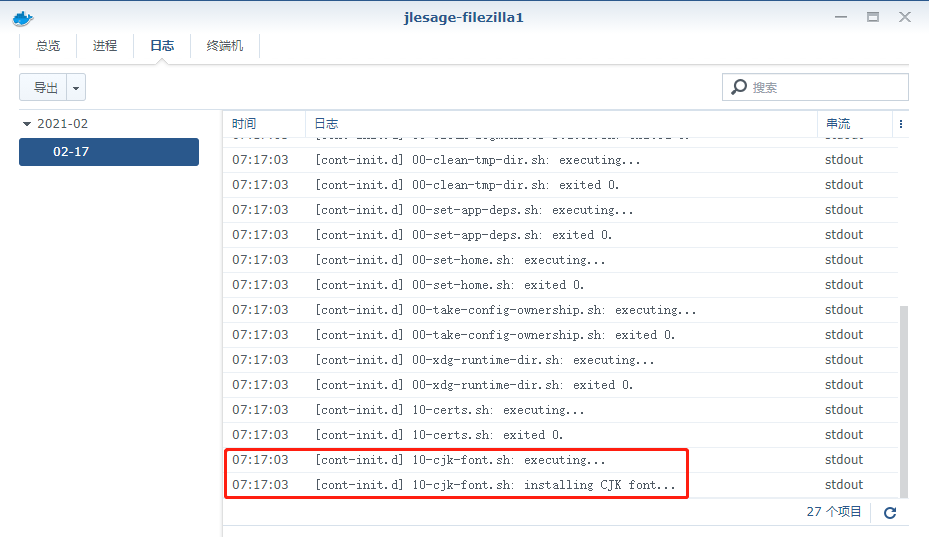 jlesage-filezilla1
总览 进程 日志 终端机
导出 搜索
2021-02
02-17
时间 日志 串流
07:17:03 [cont-init.d] 00-clean-tmp-dir.sh: executing... stdout
07:17:03 [cont-init.d] 00-clean-tmp-dir.sh: exited 0. stdout
07:17:03 [cont-init.d] 00-set-app-deps.sh: executing... stdout
07:17:03 [cont-init.d] 00-set-app-deps.sh: exited 0. stdout
07:17:03 [cont-init.d] 00-set-home.sh: executing... stdout
07:17:03 [cont-init.d] 00-set-home.sh: exited 0. stdout
07:17:03 [cont-init.d] 00-take-config-ownership.sh: executing... stdout
07:17:03 [cont-init.d] 00-take-config-ownership.sh: exited 0. stdout
07:17:03 [cont-init.d] 00-xdg-runtime-dir.sh: executing... stdout
07:17:03 [cont-init.d] 00-xdg-runtime-dir.sh: exited 0. stdout
07:17:03 [cont-init.d] 10-certs.sh: executing... stdout
07:17:03 [cont-init.d] 10-certs.sh: exited 0. stdout
07:17:03 [cont-init.d] 10-cjk-font.sh: executing... stdout
07:17:03 [cont-init.d] 10-cjk-font.sh: installing CJK font... stdout
27 个项目